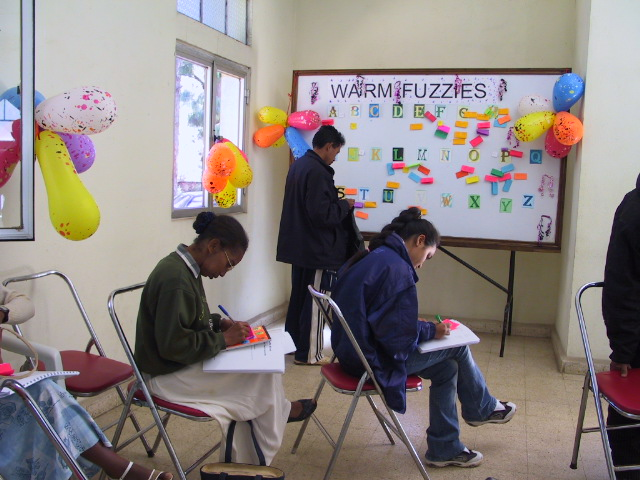 WARM FUZZIES
A B C D E F G
K L M N O P Q
S T U V W X Y Z